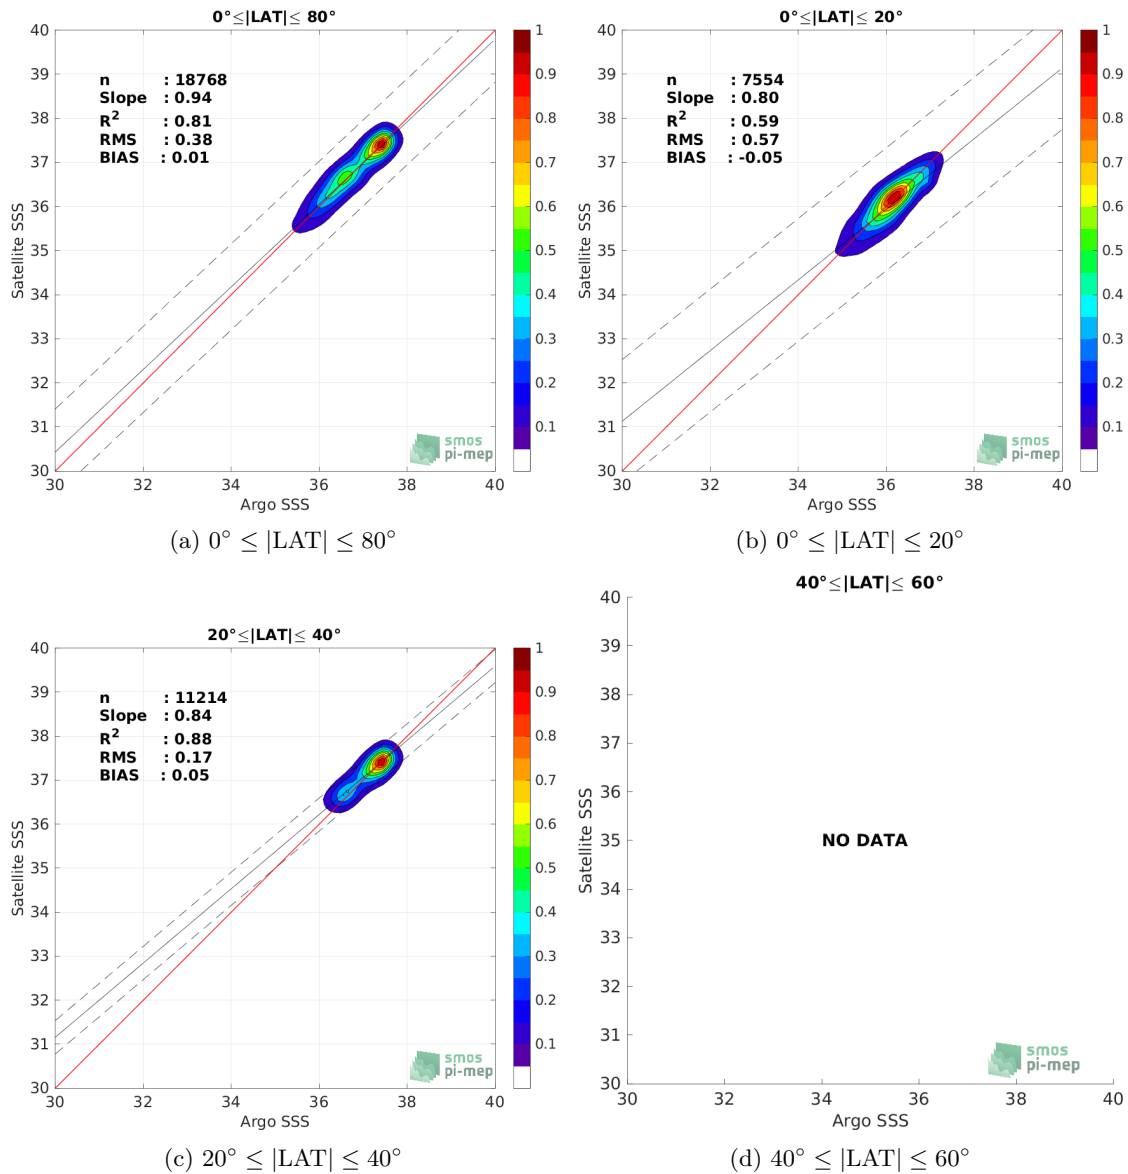 0°≤|LAT|≤ 80°
40
39
38
37
36
35
34
33
32
31
30
Satellite SSS
n : 18768
Slope : 0.94
R² : 0.81
RMS : 0.38
BIAS : 0.01
smos
pi-mep
30 32 34 36 38 40
Argo SSS
1
0.9
0.8
0.7
0.6
0.5
0.4
0.3
0.2
0.1
(a) 0° ≤ |LAT| ≤ 80°
0°≤|LAT|≤ 20°
40
39
38
37
36
35
34
33
32
31
30
Satellite SSS
n : 7554
Slope : 0.80
R² : 0.59
RMS : 0.57
BIAS : -0.05
smos
pi-mep
30 32 34 36 38 40
Argo SSS
1
0.9
0.8
0.7
0.6
0.5
0.4
0.3
0.2
0.1
(b) 0° ≤ |LAT| ≤ 20°
20°≤|LAT|≤ 40°
40
39
38
37
36
35
34
33
32
31
30
Satellite SSS
n : 11214
Slope : 0.84
R² : 0.88
RMS : 0.17
BIAS : 0.05
smos
pi-mep
30 32 34 36 38 40
Argo SSS
1
0.9
0.8
0.7
0.6
0.5
0.4
0.3
0.2
0.1
(c) 20° ≤ |LAT| ≤ 40°
40°≤|LAT|≤ 60°
40
39
38
37
36
35
34
33
32
31
30
Satellite SSS
NO DATA
smos
pi-mep
30 32 34 36 38 40
Argo SSS
(d) 40° ≤ |LAT| ≤ 60°